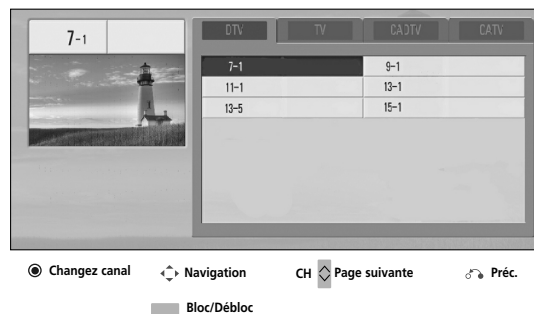 7-1
DTV TV CADTV CATV
7-1 9-1
11-1 13-1
13-5 15-1
Changez canal Navigation CH Page suivante Préc.
Bloc/Débloc